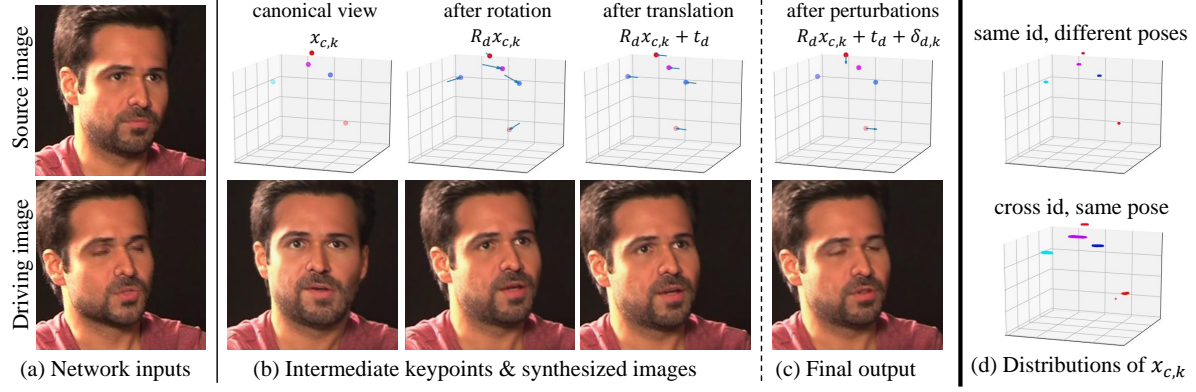 Source image
Driving image
(a) Network inputs
canonical view
$x_{c,k}$
after rotation
$R_d x_{c,k}$
after translation
$R_d x_{c,k} + t_d$
(b) Intermediate keypoints & synthesized images
after perturbations
$R_d x_{c,k} + t_d + \delta_{d,k}$
(c) Final output
same id, different poses
cross id, same pose
(d) Distributions of $x_{c,k}$